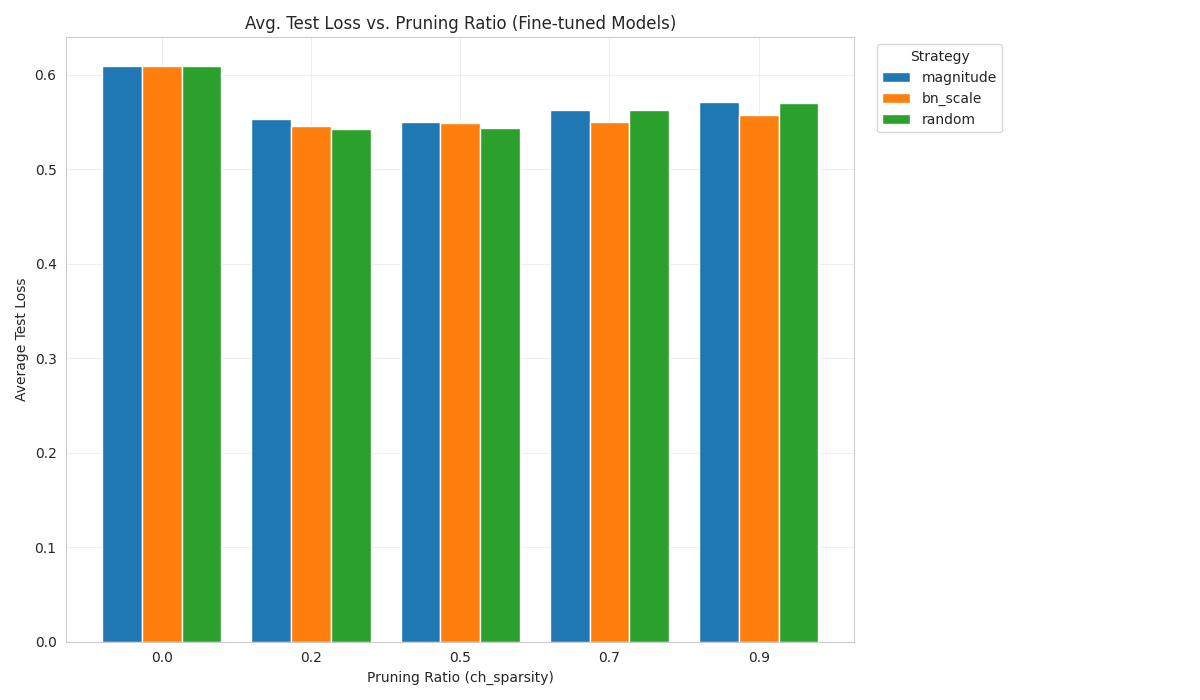 Avg. Test Loss vs. Pruning Ratio (Fine-tuned Models)
Strategy
magnitude
bn_scale
random
Average Test Loss
0.6
0.5
0.4
0.3
0.2
0.1
0.0
0.0 0.2 0.5 0.7 0.9
Pruning Ratio (ch_sparsity)